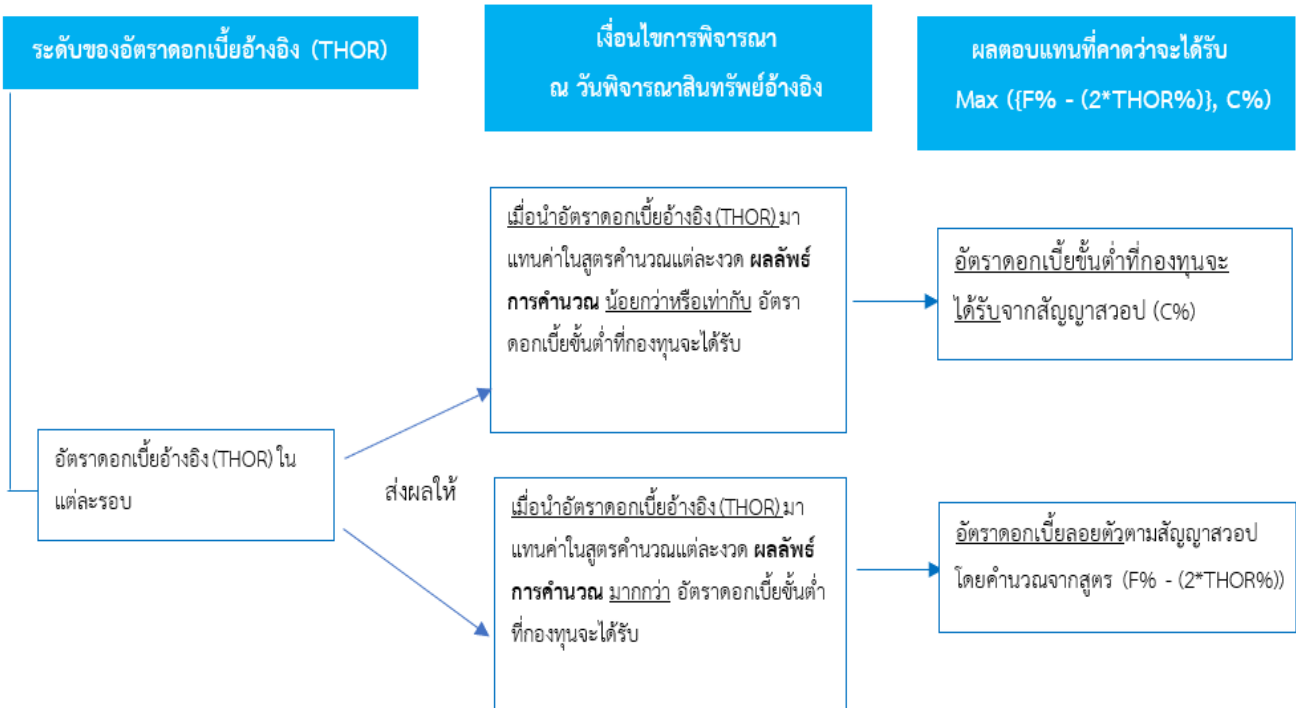 ระดับของอัตราดอกเบี้ยอ้างอิง (THOR)
เงื่อนไขการพิจารณา
ณ วันพิจารณาสินทรัพย์อ้างอิง
ผลตอบแทนที่คาดว่าจะได้รับ
Max ({F% - (2*THOR%)}, C%)
เมื่อนำอัตราดอกเบี้ยอ้างอิง (THOR) มา
แทนค่าในสูตรคำนวณแต่ละงวด ผลลัพธ์
การคำนวณ น้อยกว่าหรือเท่ากับ อัตรา
ดอกเบี้ยขั้นต่ำที่กองทุนจะได้รับ
อัตราดอกเบี้ยขั้นต่ำที่กองทุนจะ
ได้รับจากสัญญาสวอป (C%)
อัตราดอกเบี้ยอ้างอิง (THOR) ใน
แต่ละรอบ
ส่งผลให้
เมื่อนำอัตราดอกเบี้ยอ้างอิง (THOR) มา
แทนค่าในสูตรคำนวณแต่ละงวด ผลลัพธ์
การคำนวณ มากกว่า อัตราดอกเบี้ยขั้นต่ำ
ที่กองทุนจะได้รับ
อัตราดอกเบี้ยลอยตัวตามสัญญาสวอป
โดยคำนวณจากสูตร (F% - (2*THOR%))